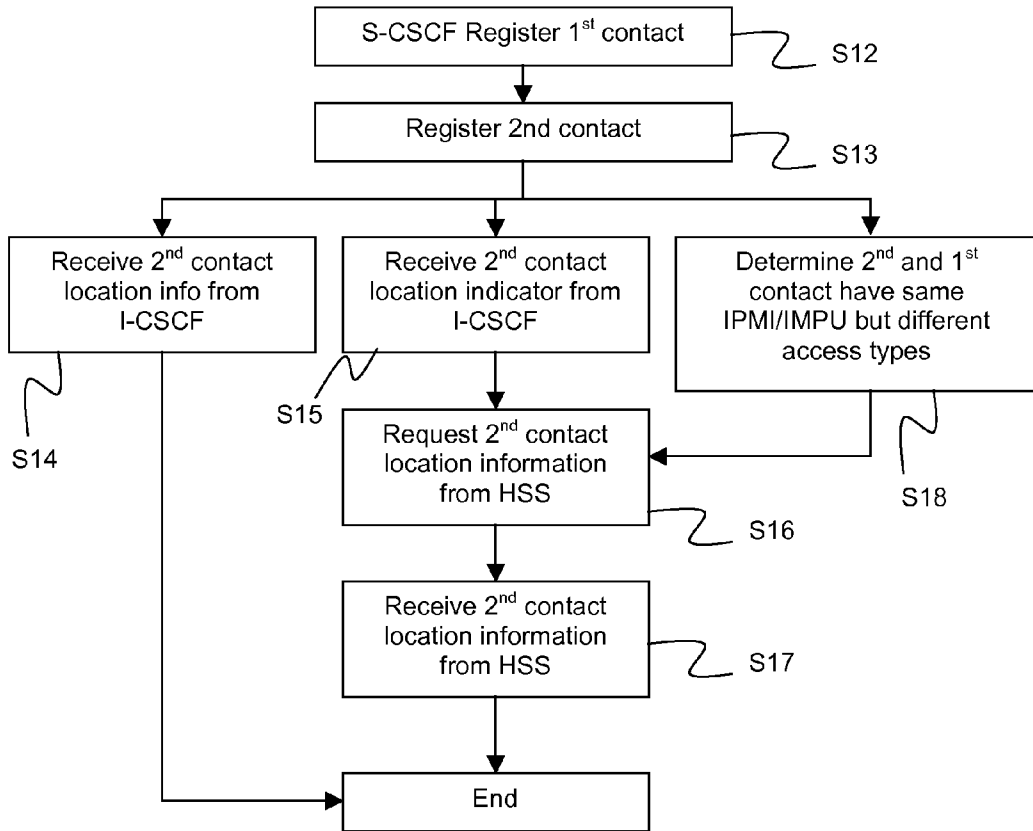 S-CSCF Register 1st contact
S12
Register 2nd contact
S13
Receive 2nd contact
location info from
I-CSCF
S14
Receive 2nd contact
location indicator from
I-CSCF
S15
Determine 2nd and 1st
contact have same
IPMI/IMPU but different
access types
S18
Request 2nd contact
location information
from HSS
S16
Receive 2nd contact
location information
from HSS
S17
End